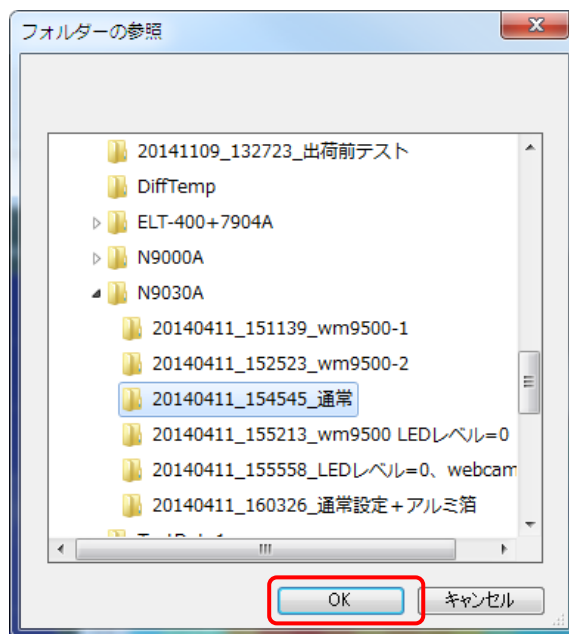 フォルダーの参照
20141109_132723_出荷前テスト
DiffTemp
ELT-400+7904A
N9000A
N9030A
20140411_151139_wm9500-1
20140411_152523_wm9500-2
20140411_154545_通常
20140411_155213_wm9500 LEDレベル=0
20140411_155558_LEDレベル=0、webcam
20140411_160326_通常設定+アルミ箔
OK
キャンセル